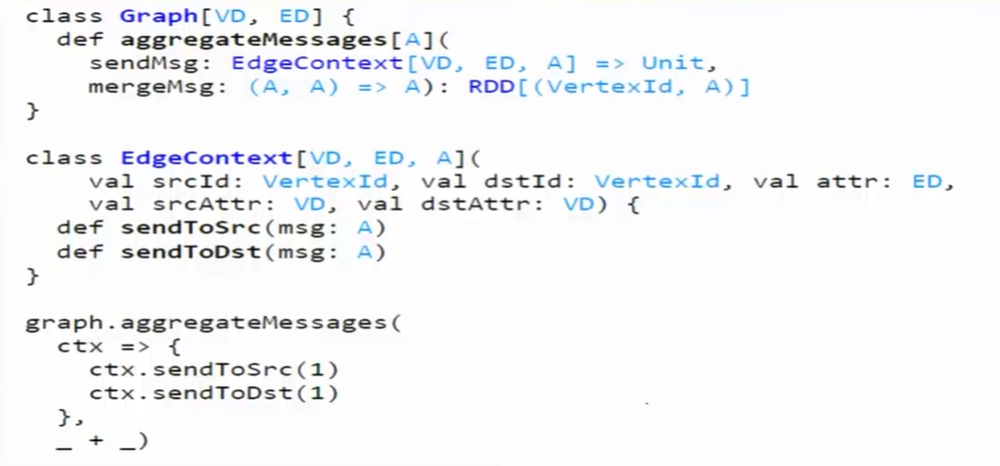 class Graph[VD, ED] {
  def aggregateMessages[A](
    sendMsg: EdgeContext[VD, ED, A] => Unit,
    mergeMsg: (A, A) => A): RDD[(VertexId, A)]
}
class EdgeContext[VD, ED, A](
    val srcId: VertexId, val dstId: VertexId, val attr: ED,
    val srcAttr: VD, val dstAttr: VD) {
  def sendToSrc(msg: A)
  def sendToDst(msg: A)
}
graph.aggregateMessages(
  ctx => {
    ctx.sendToSrc(1)
    ctx.sendToDst(1)
  },
  _ + _)